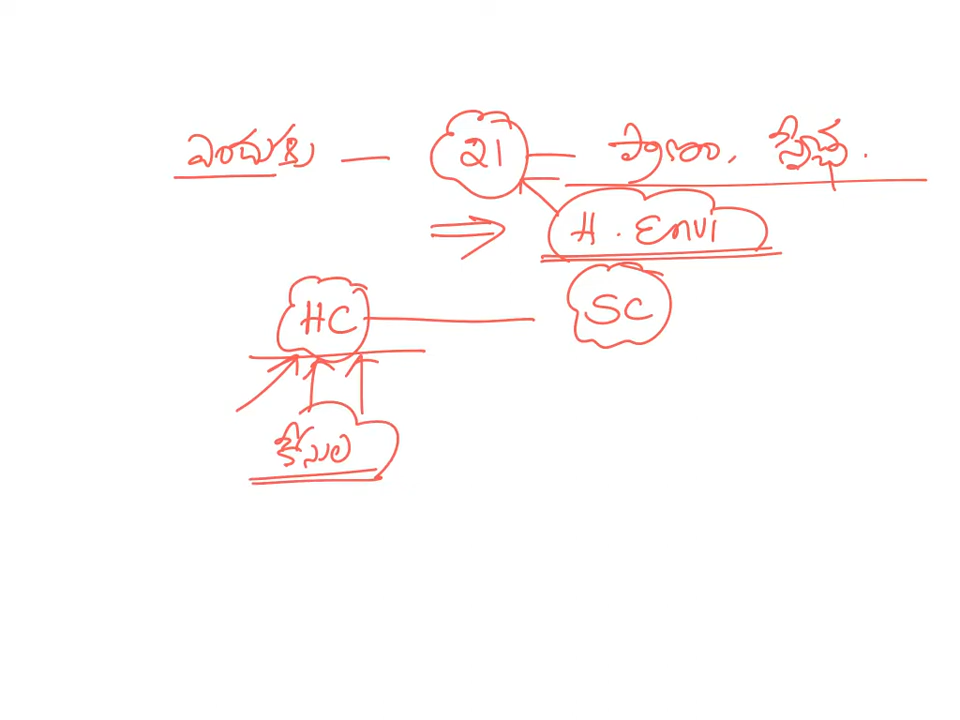 ఎందుకు — 21 — ప్రాణం, స్వేచ్ఛ.
⇒ H. Envi
HC — SC
కేసుల